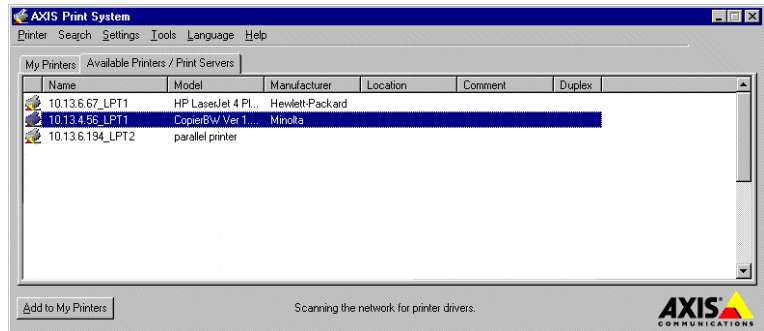 AXIS Print System
Printer Search Settings Tools Language Help
My Printers Available Printers / Print Servers
Name Model Manufacturer Location Comment Duplex
10.13.6.67_LPT1 HP LaserJet 4 Pl... Hewlett-Packard
10.13.4.56_LPT1 CopierBW Ver 1.... Minolta
10.13.6.194_LPT2 parallel printer
Add to My Printers Scanning the network for printer drivers.
AXIS
COMMUNICATIONS